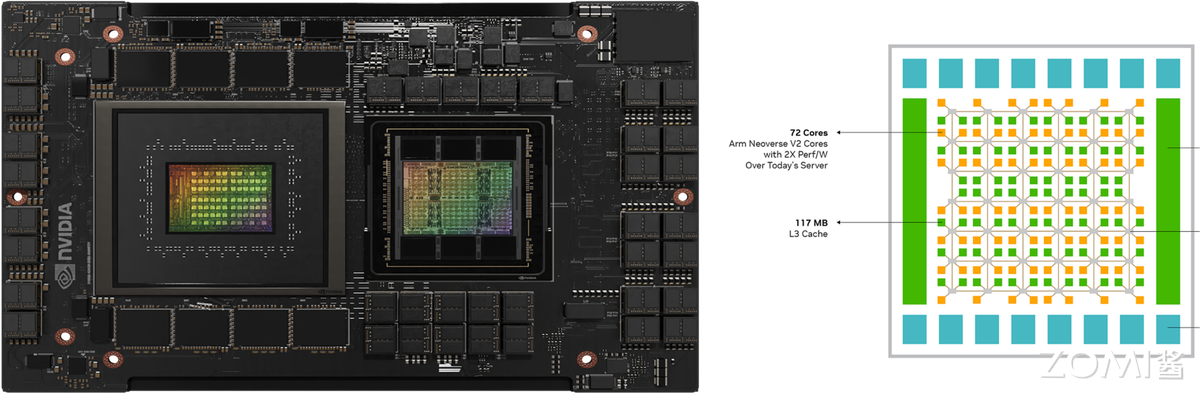 NVIDIA
72 Cores
Arm Neoverse V2 Cores
with 2X Perf/W
Over Today's Server
117 MB
L3 Cache
ZOMI酱